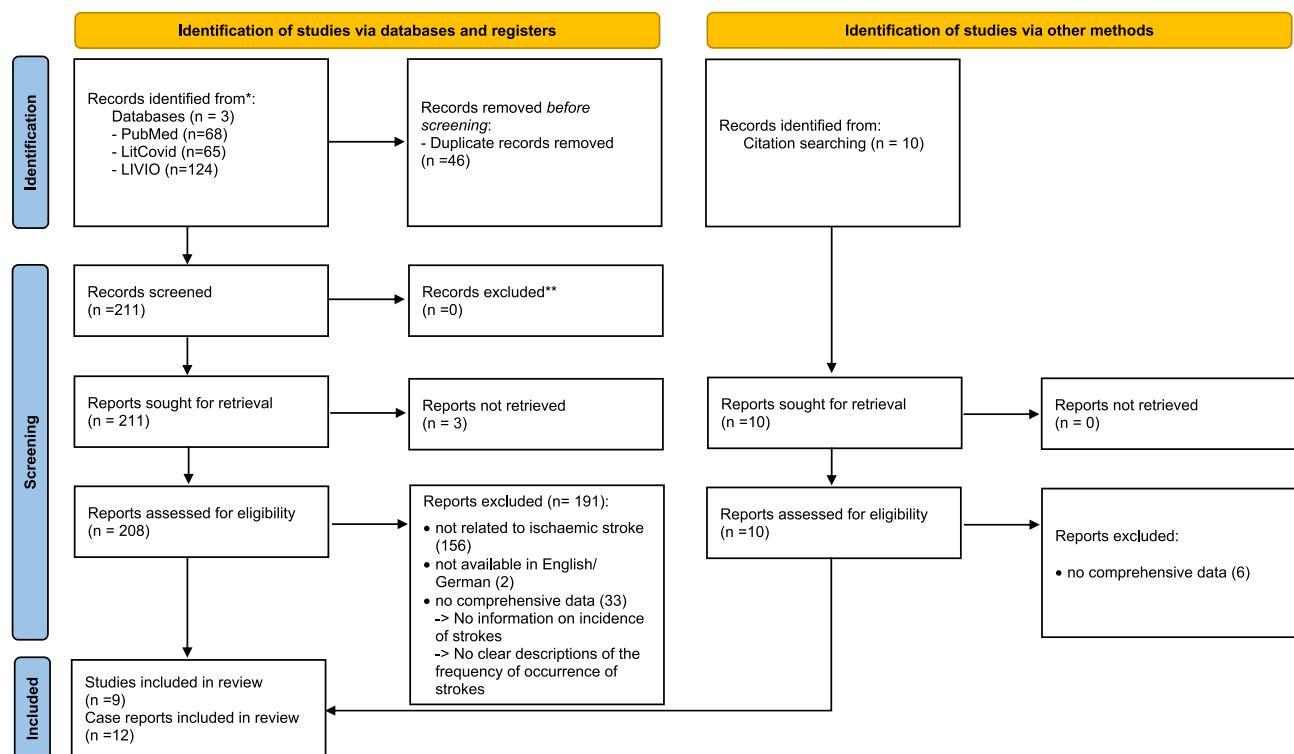 Identification of studies via databases and registers
Identification of studies via other methods
Identification
Records identified from*:
Databases (n = 3)
- PubMed (n=68)
- LitCovid (n=65)
- LIVIO (n=124)
Records removed before
screening:
- Duplicate records removed
(n =46)
Records identified from:
Citation searching (n = 10)
Screening
Records screened
(n =211)
Records excluded**
(n =0)
Reports sought for retrieval
(n = 211)
Reports not retrieved
(n = 3)
Reports sought for retrieval
(n =10)
Reports not retrieved
(n = 0)
Reports assessed for eligibility
(n = 208)
Reports excluded (n= 191):
• not related to ischaemic stroke
(156)
• not available in English/
German (2)
• no comprehensive data (33)
-> No information on incidence
of strokes
-> No clear descriptions of the
frequency of occurrence of
strokes
Reports assessed for eligibility
(n =10)
Reports excluded:
• no comprehensive data (6)
Included
Studies included in review
(n =9)
Case reports included in review
(n =12)